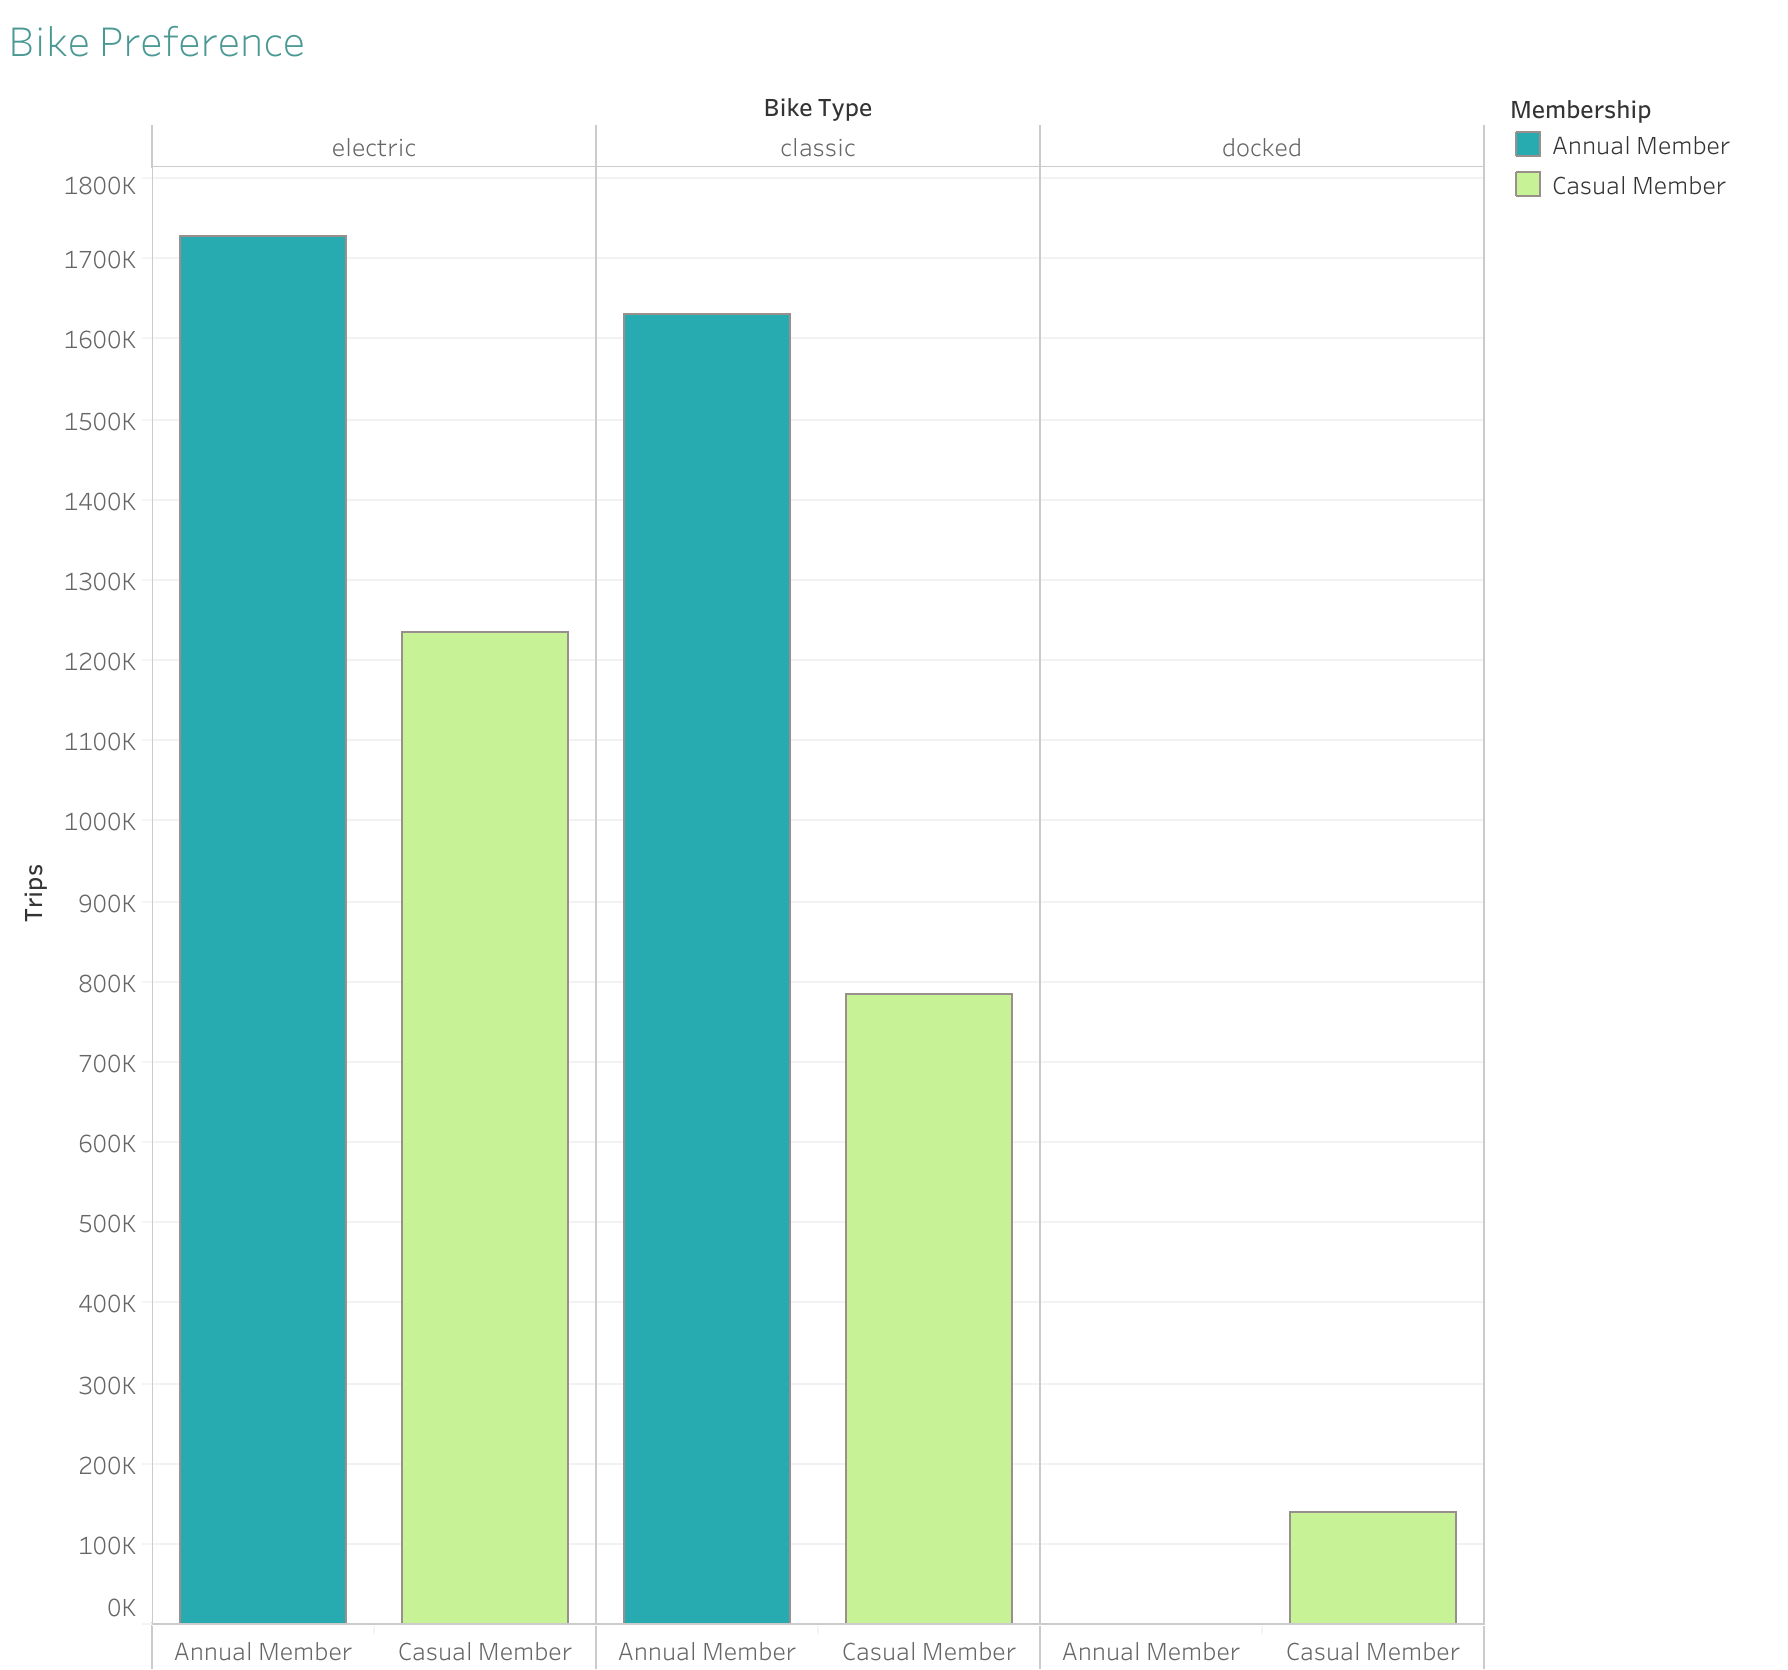 Bike Preference
Bike Type
Membership
electric
classic
docked
Annual Member
Casual Member
1800K
1700K
1600K
1500K
1400K
1300K
1200K
1100K
1000K
900K
800K
700K
600K
500K
400K
300K
200K
100K
0K
Trips
Annual Member
Casual Member
Annual Member
Casual Member
Annual Member
Casual Member